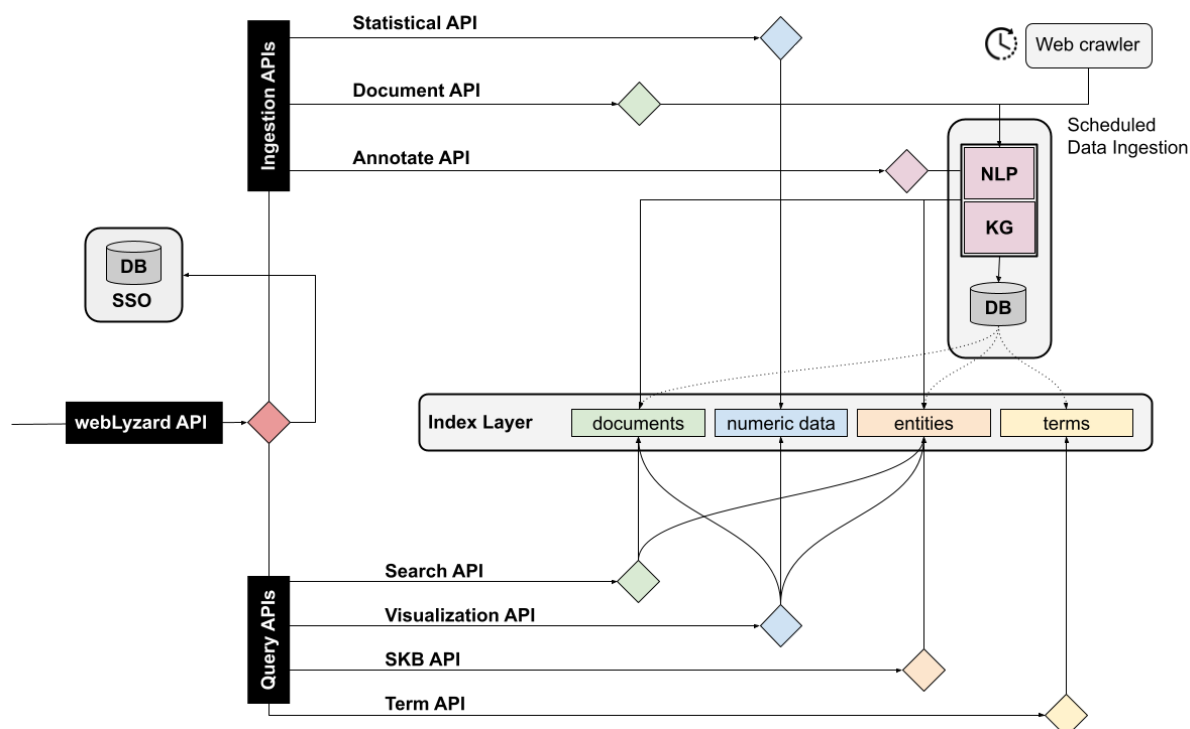 Statistical API
Web crawler
Ingestion APIs
Document API
Scheduled
Data Ingestion
Annotate API
NLP
KG
DB
SSO
DB
webLyzard API
Index Layer
documents
numeric data
entities
terms
Query APIs
Search API
Visualization API
SKB API
Term API